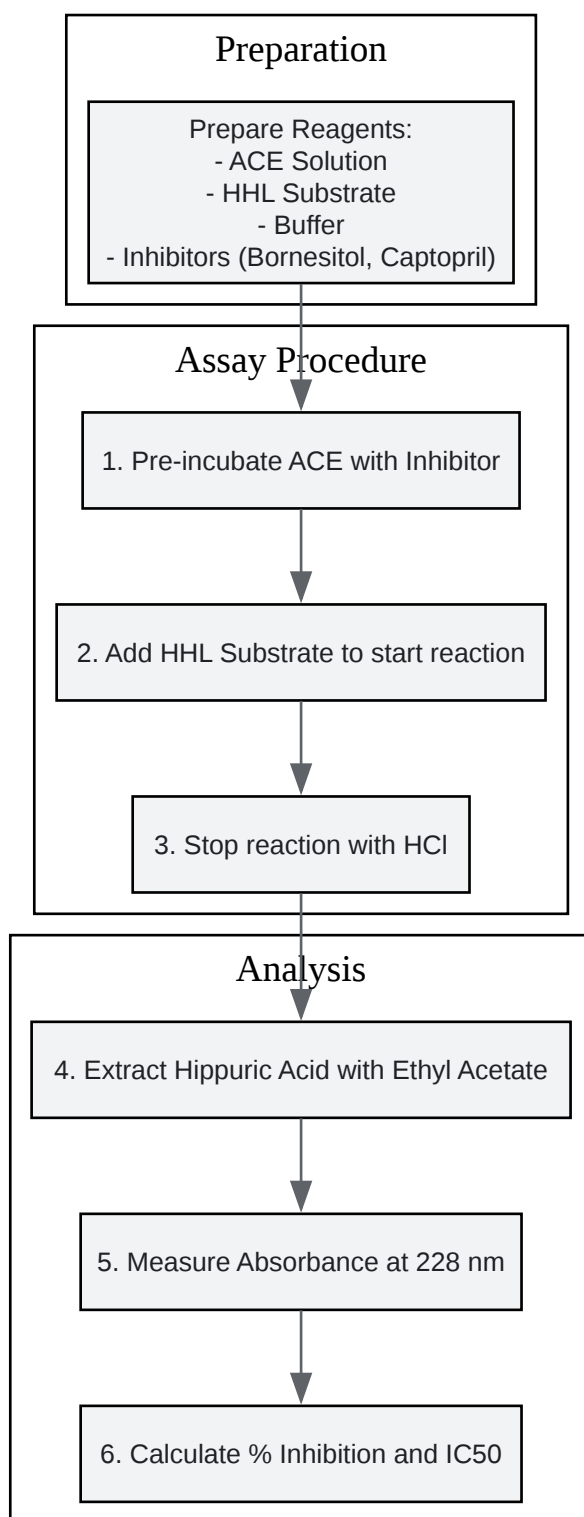 Preparation
Prepare Reagents:
- ACE Solution
- HHL Substrate
- Buffer
- Inhibitors (Bornesitol, Captopril)
Assay Procedure
1. Pre-incubate ACE with Inhibitor
2. Add HHL Substrate to start reaction
3. Stop reaction with HCl
Analysis
4. Extract Hippuric Acid with Ethyl Acetate
5. Measure Absorbance at 228 nm
6. Calculate % Inhibition and IC50